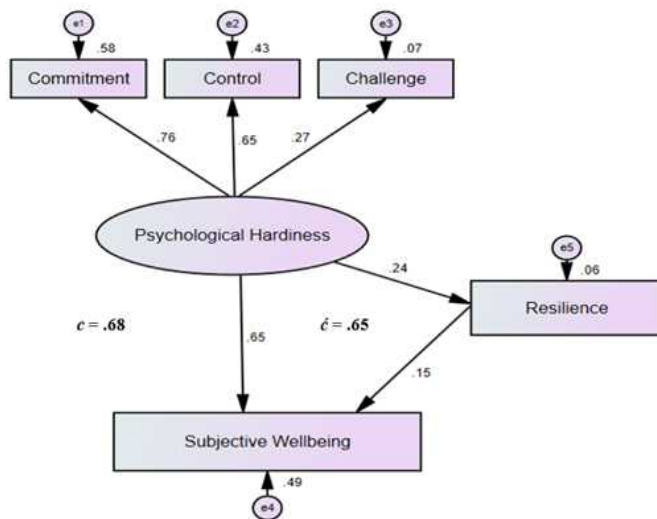 e1
e2
e3
.58
.43
.07
Commitment
Control
Challenge
.76
.65
.27
Psychological Hardiness
e5
.24
.06
Resilience
c = .68
.65
ć = .65
.15
Subjective Wellbeing
.49
e4